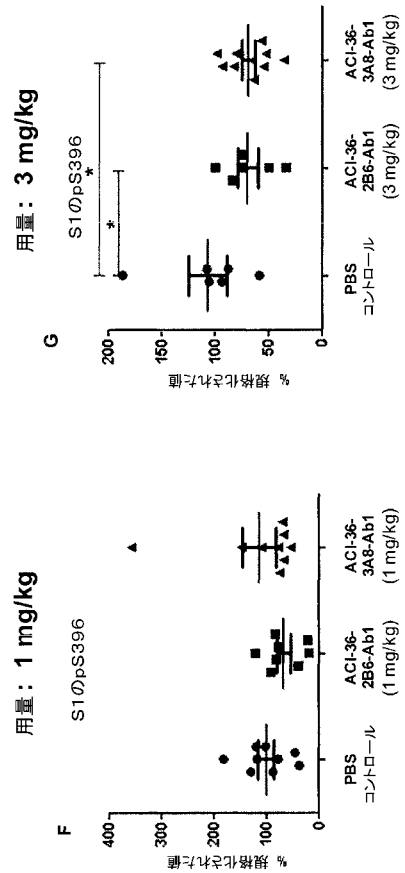 F
用量: 1 mg/kg
S1のpS396
% 規格化された値
400
300
200
100
0
PBS
コントロール
ACI-36-
2B6-Ab1
(1 mg/kg)
ACI-36-
3A8-Ab1
(1 mg/kg)
G
用量: 3 mg/kg
S1のpS396
*
*
% 規格化された値
200
150
100
50
0
PBS
コントロール
ACI-36-
2B6-Ab1
(3 mg/kg)
ACI-36-
3A8-Ab1
(3 mg/kg)